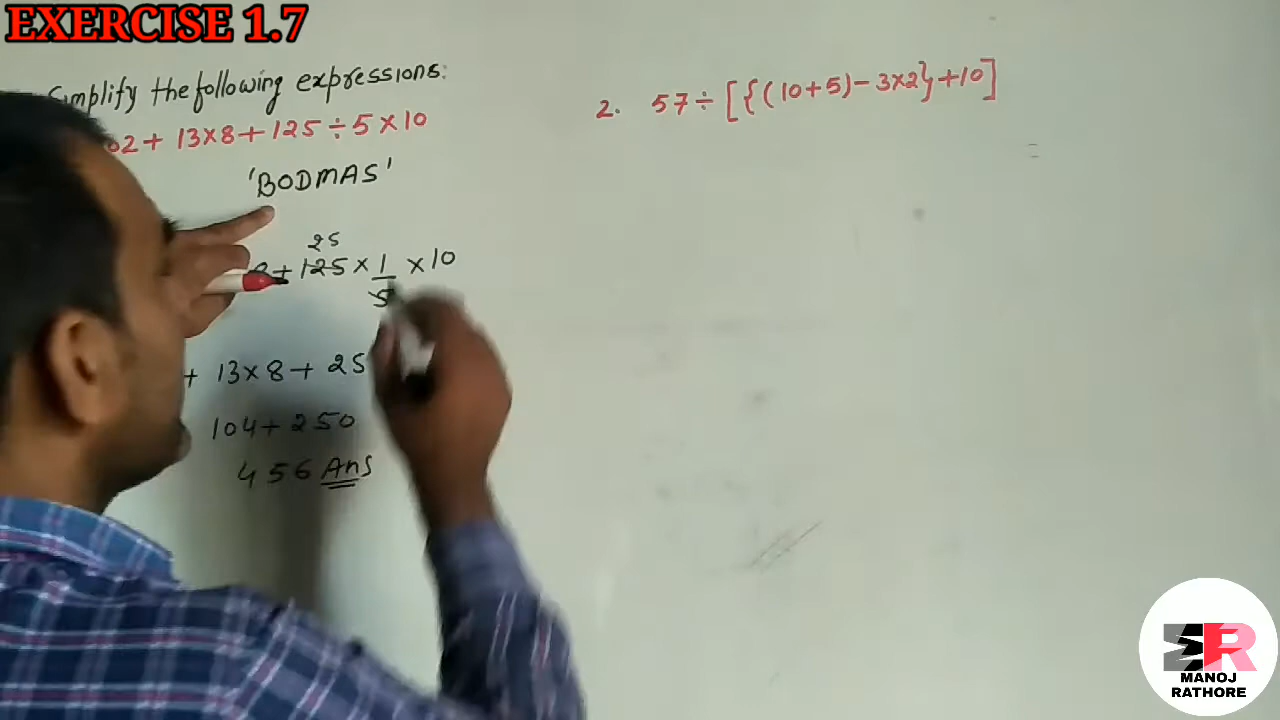 EXERCISE 1.7
Simplify the following expressions:
02 + 13×8 + 125 ÷ 5 × 10
'BODMAS'
25
+ 125 × 1/5 × 10
+ 13×8 + 25
104 + 250
456 Ans
2. 57 ÷ [{(10+5) - 3×2} + 10]
=
MANOJ
RATHORE